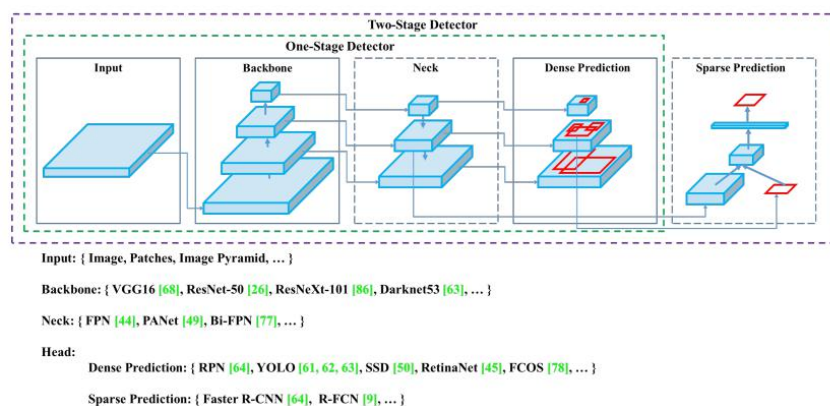 Two-Stage Detector
One-Stage Detector
Input
Backbone
Neck
Dense Prediction
Sparse Prediction
Input: { Image, Patches, Image Pyramid, … }
Backbone: { VGG16 [68], ResNet-50 [26], ResNeXt-101 [86], Darknet53 [63], … }
Neck: { FPN [44], PANet [49], Bi-FPN [77], … }
Head:
Dense Prediction: { RPN [64], YOLO [61, 62, 63], SSD [50], RetinaNet [45], FCOS [78], … }
Sparse Prediction: { Faster R-CNN [64], R-FCN [9], … }